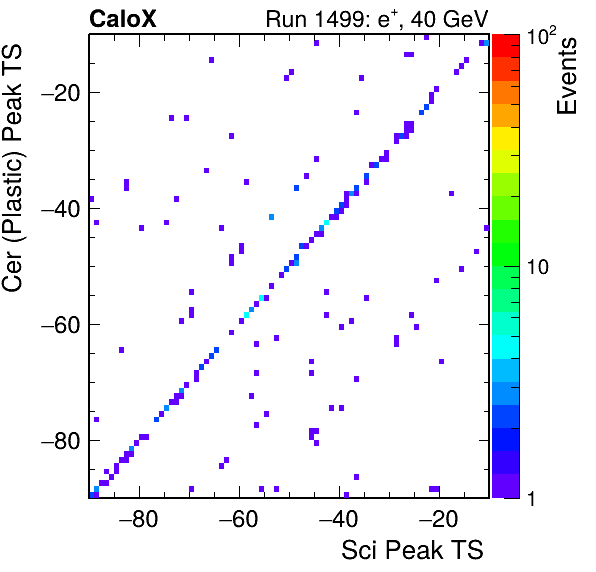 CaloX Run 1499: e⁺, 40 GeV
Cer (Plastic) Peak TS
−20
−40
−60
−80
−80 −60 −40 −20
Sci Peak TS
10²
10
1
Events